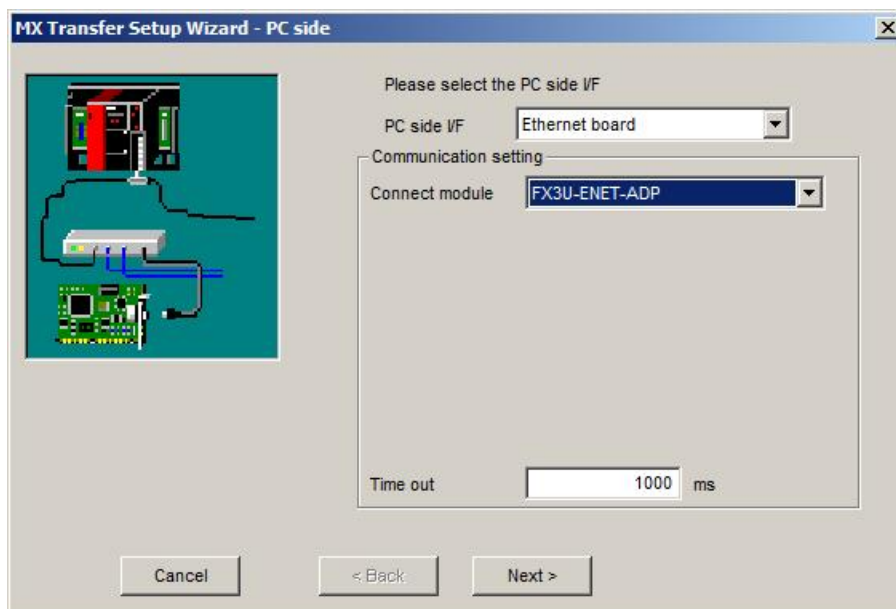 MX Transfer Setup Wizard - PC side
Please select the PC side I/F
PC side I/F Ethernet board
Communication setting
Connect module FX3U-ENET-ADP
Time out 1000 ms
Cancel < Back Next >